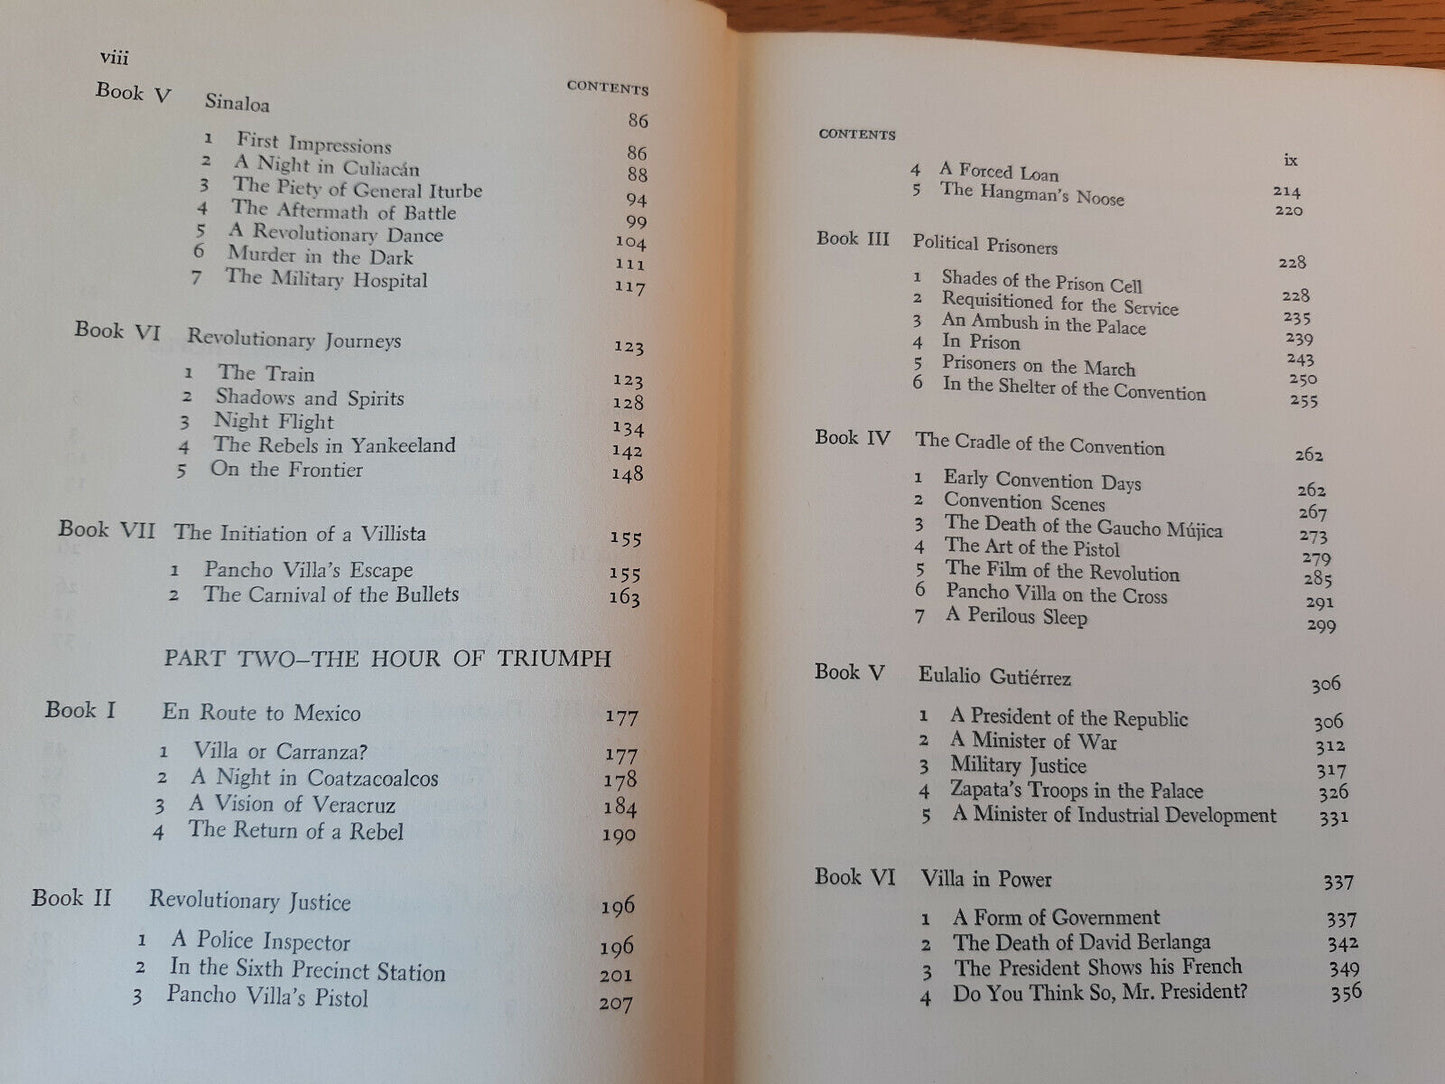 viii
CONTENTS
Book V Sinaloa 86
1 First Impressions 86
2 A Night in Culiacán 88
3 The Piety of General Iturbe 94
4 The Aftermath of Battle 99
5 A Revolutionary Dance 104
6 Murder in the Dark 111
7 The Military Hospital 117
Book VI Revolutionary Journeys 123
1 The Train 123
2 Shadows and Spirits 128
3 Night Flight 134
4 The Rebels in Yankeeland 142
5 On the Frontier 148
Book VII The Initiation of a Villista 155
1 Pancho Villa's Escape 155
2 The Carnival of the Bullets 163
PART TWO—THE HOUR OF TRIUMPH
Book I En Route to Mexico 177
1 Villa or Carranza? 177
2 A Night in Coatzacoalcos 178
3 A Vision of Veracruz 184
4 The Return of a Rebel 190
Book II Revolutionary Justice 196
1 A Police Inspector 196
2 In the Sixth Precinct Station 201
3 Pancho Villa's Pistol 207
CONTENTS
ix
4 A Forced Loan 214
5 The Hangman's Noose 220
Book III Political Prisoners 228
1 Shades of the Prison Cell 228
2 Requisitioned for the Service 235
3 An Ambush in the Palace 239
4 In Prison 243
5 Prisoners on the March 250
6 In the Shelter of the Convention 255
Book IV The Cradle of the Convention 262
1 Early Convention Days 262
2 Convention Scenes 267
3 The Death of the Gaucho Mújica 273
4 The Art of the Pistol 279
5 The Film of the Revolution 285
6 Pancho Villa on the Cross 291
7 A Perilous Sleep 299
Book V Eulalio Gutiérrez 306
1 A President of the Republic 306
2 A Minister of War 312
3 Military Justice 317
4 Zapata's Troops in the Palace 326
5 A Minister of Industrial Development 331
Book VI Villa in Power 337
1 A Form of Government 337
2 The Death of David Berlanga 342
3 The President Shows his French 349
4 Do You Think So, Mr. President? 356